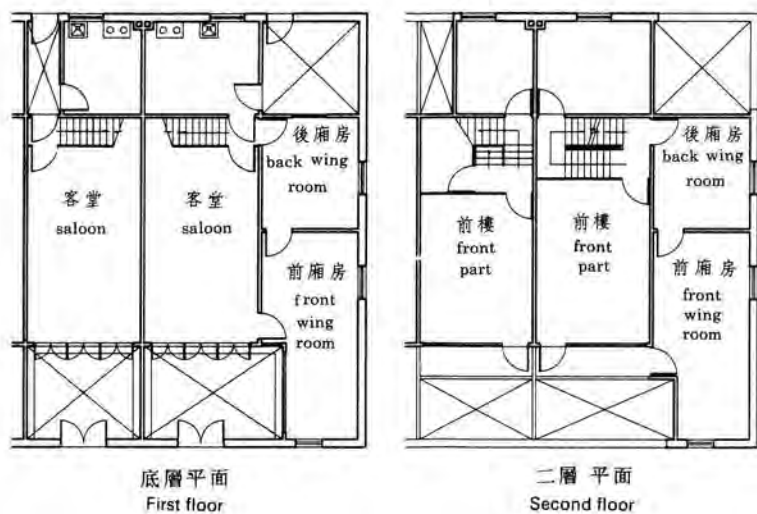 客堂
saloon
客堂
saloon
後廂房
back wing
room
前廂房
front
wing
room
底層平面
First floor
前樓
front
part
前樓
front
part
後廂房
back wing
room
前廂房
front
wing
room
二層 平面
Second floor